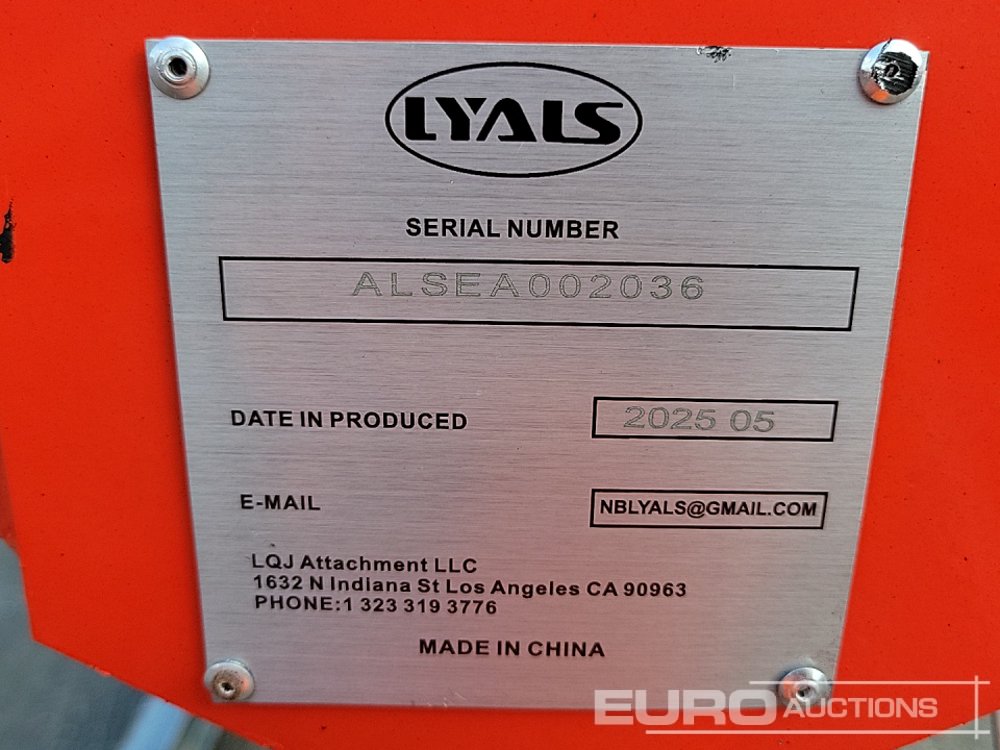 LYALS
SERIAL NUMBER
ALSEA002036
DATE IN PRODUCED 2025 05
E-MAIL NBLYALS@GMAIL.COM
LQJ Attachment LLC
1632 N Indiana St Los Angeles CA 90963
PHONE:1 323 319 3776
MADE IN CHINA
EURO AUCTIONS